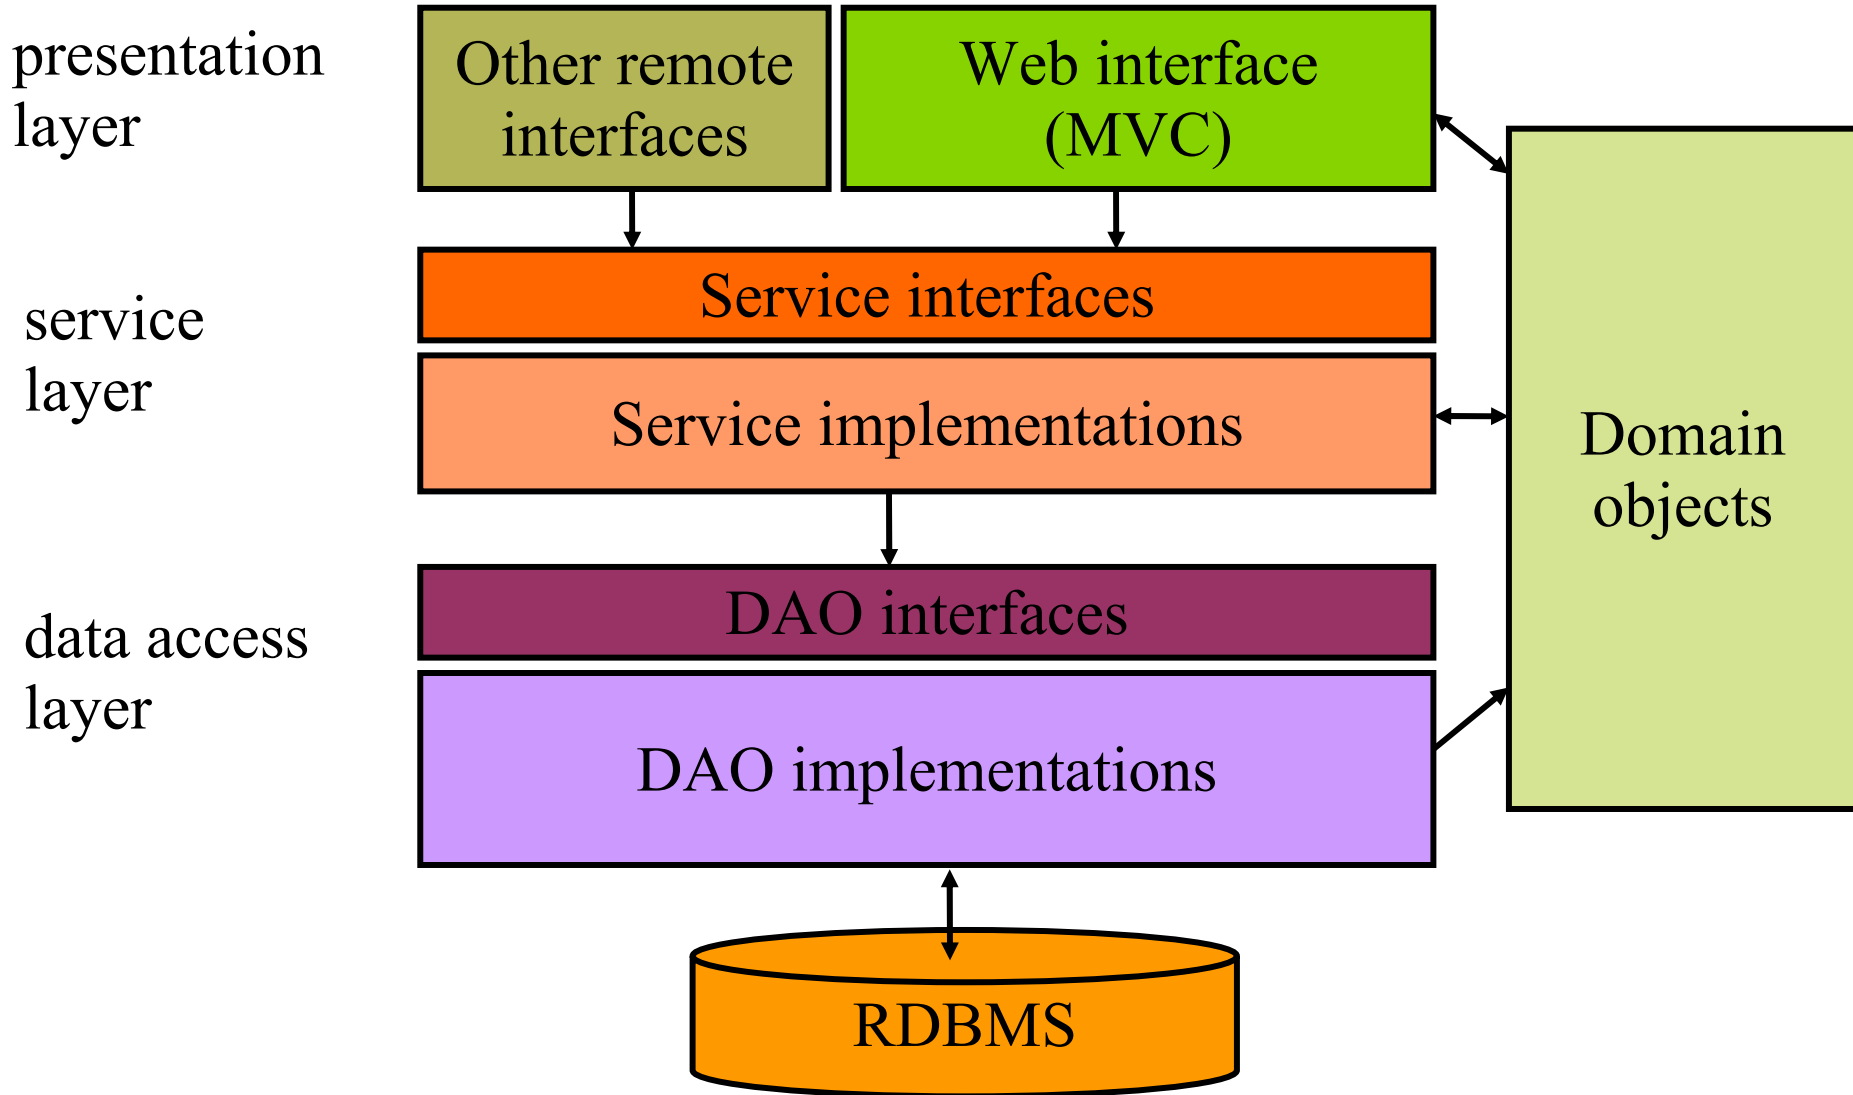 presentation
layer
Other remote
interfaces
Web interface
(MVC)
service
layer
Service interfaces
Service implementations
Domain
objects
data access
layer
DAO interfaces
DAO implementations
RDBMS